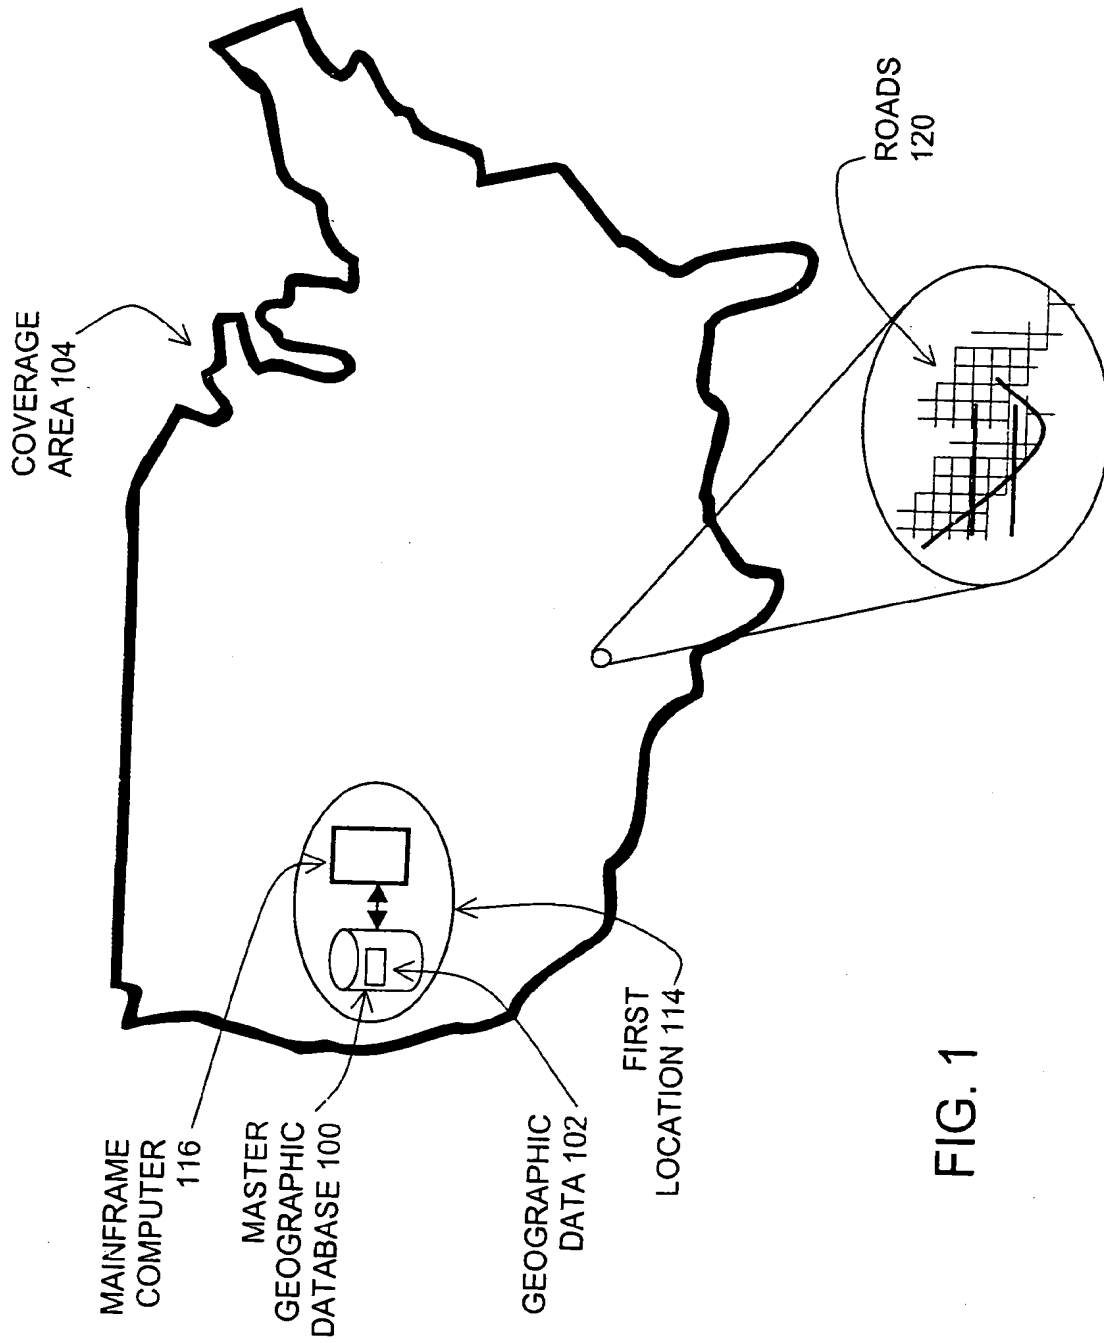 COVERAGE
AREA 104
ROADS
120
MAINFRAME
COMPUTER
116
MASTER
GEOGRAPHIC
DATABASE 100
GEOGRAPHIC
DATA 102
FIRST
LOCATION 114
FIG. 1